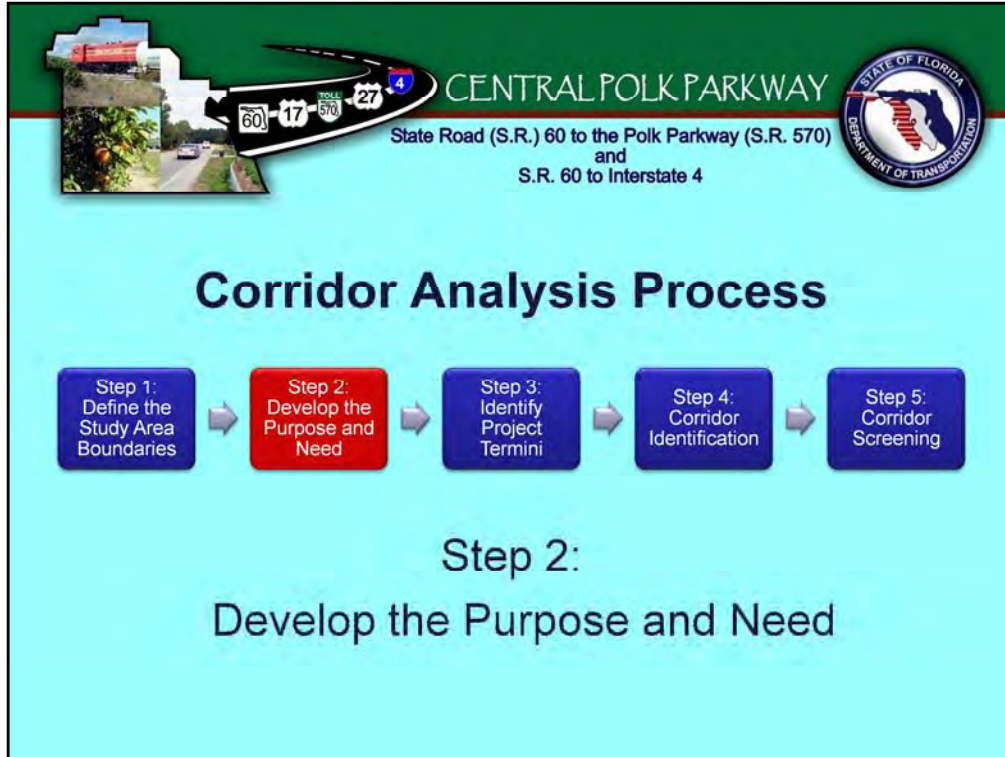 60
17
TOLL
570
27
4
CENTRAL POLK PARKWAY
State Road (S.R.) 60 to the Polk Parkway (S.R. 570)
and
S.R. 60 to Interstate 4
STATE OF FLORIDA
DEPARTMENT OF TRANSPORTATION
Corridor Analysis Process
Step 1:
Define the
Study Area
Boundaries
Step 2:
Develop the
Purpose and
Need
Step 3:
Identify
Project
Termini
Step 4:
Corridor
Identification
Step 5:
Corridor
Screening
Step 2:
Develop the Purpose and Need